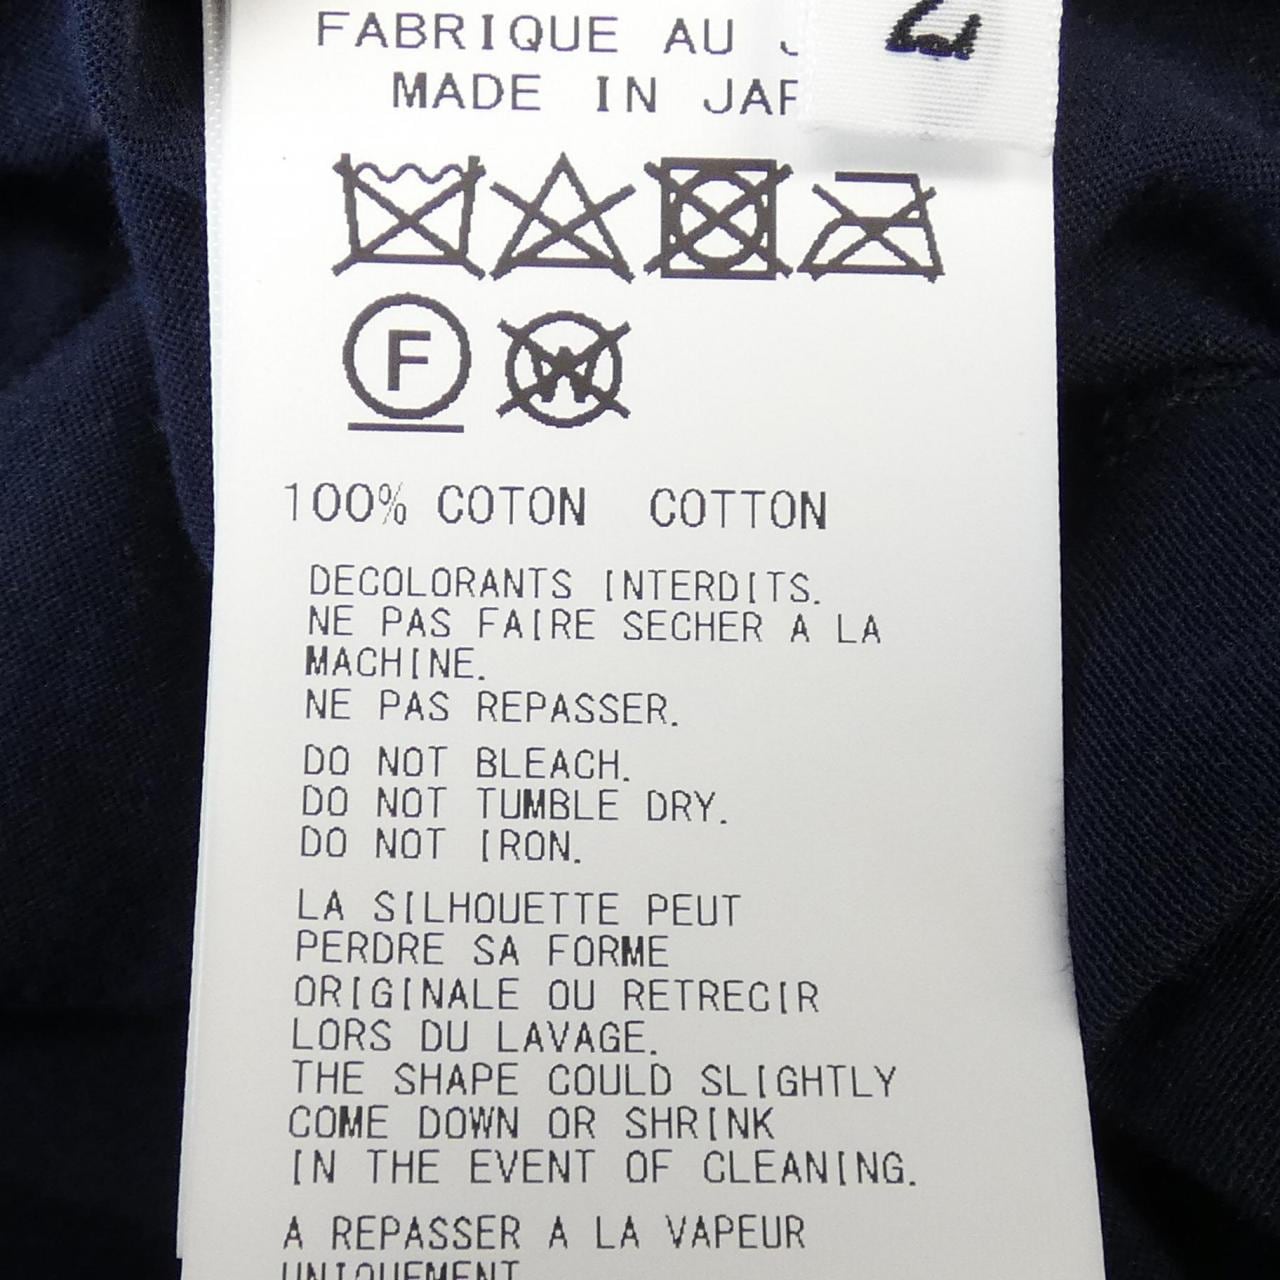 FABRIQUE AU
MADE IN
F
W
100% COTON COTTON
DECOLORANTS INTERDITS.
NE PAS FAIRE SECHER A LA
MACHINE.
NE PAS REPASSER.
DO NOT BLEACH.
DO NOT TUMBLE DRY.
DO NOT IRON.
LA SILHOUETTE PEUT
PERDRE SA FORME
ORIGINALE OU RETRECIR
LORS DU LAVAGE.
THE SHAPE COULD SLIGHTLY
COME DOWN OR SHRINK
IN THE EVENT OF CLEANING.
A REPASSER A LA VAPEUR
UNIQUEMENT